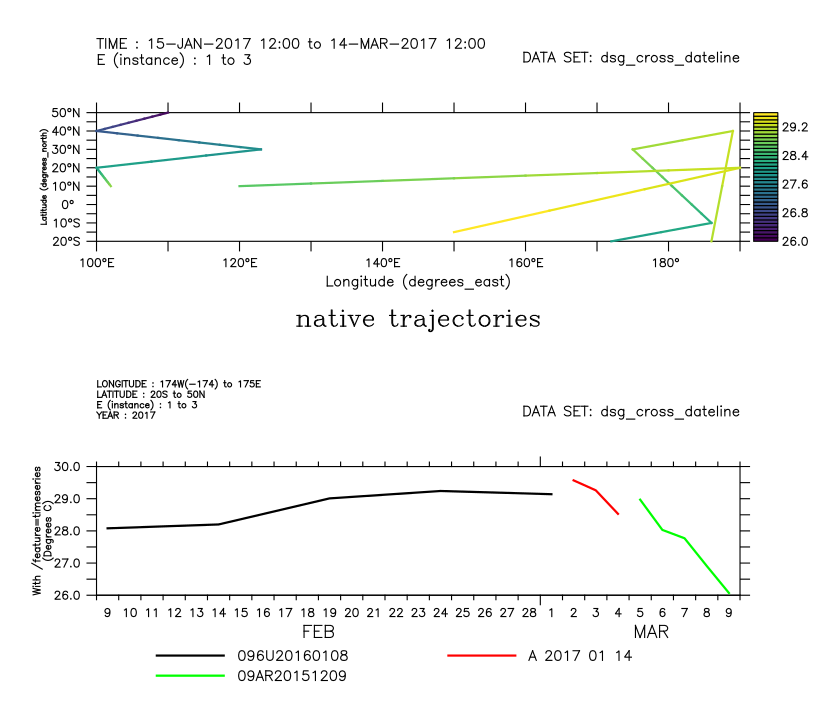 TIME : 15-JAN-2017 12:00 to 14-MAR-2017 12:00
E (instance) : 1 to 3
DATA SET: dsg_cross_dateline
50°N
40°N
30°N
20°N
10°N
0°
10°S
20°S
Latitude (degrees_north)
29.2
28.4
27.6
26.8
26.0
100°E 120°E 140°E 160°E 180°
Longitude (degrees_east)
native trajectories
LONGITUDE : 174W(-174) to 175E
LATITUDE : 20S to 50N
E (instance) : 1 to 3
YEAR : 2017
DATA SET: dsg_cross_dateline
30.0
29.0
28.0
27.0
26.0
With /feature=timeseries
(Degrees C)
9 10 11 12 13 14 15 16 17 18 19 20 21 22 23 24 25 26 27 28 1 2 3 4 5 6 7 8 9
FEB MAR
096U20160108 A 2017 01 14
09AR20151209